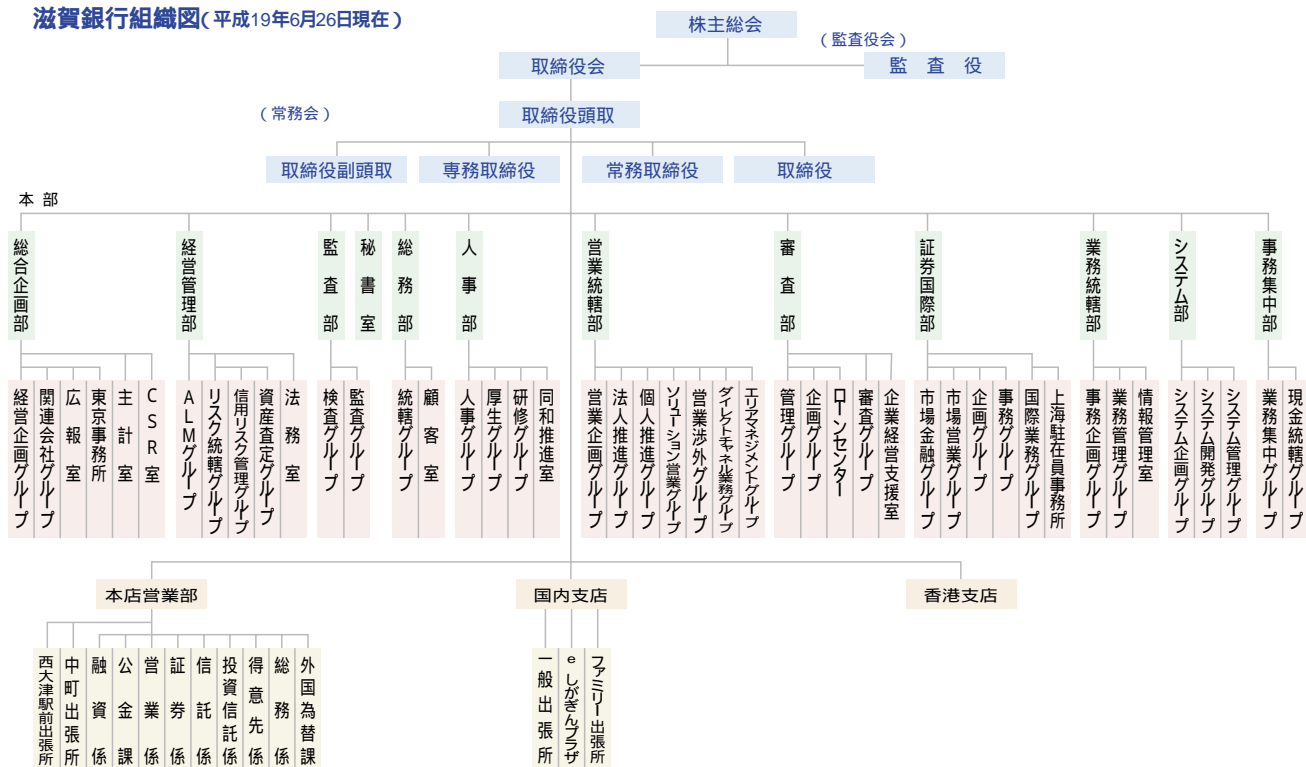 滋賀銀行組織図(平成19年6月26日現在)
株主総会
(監査役会)
取締役会
監 査 役
(常務会)
取締役頭取
取締役副頭取
専務取締役
常務取締役
取締役
本 部
総合企画部
経営管理部
監 査 部
秘 書 室
総 務 部
人 事 部
営業統轄部
審 査 部
証券国際部
業務統轄部
システム部
事務集中部
経営企画グループ
関連会社グループ
広 報 室
東京事務所
主 計 室
CSR室
ALMグループ
リスク統轄グループ
信用リスク管理グループ
資産査定グループ
法 務 室
検査グループ
監査グループ
統轄グループ
顧 客 室
人事グループ
厚生グループ
研修グループ
同和推進室
営業企画グループ
法人推進グループ
個人推進グループ
ソリューション営業グループ
営業渉外グループ
ダイレクトチャネル業務グループ
エリアマネジメントグループ
管理グループ
企画グループ
ローンセンター
審査グループ
企業経営支援室
市場金融グループ
市場営業グループ
企画グループ
事務グループ
国際業務グループ
上海駐在員事務所
事務企画グループ
業務管理グループ
情報管理室
システム企画グループ
システム開発グループ
システム管理グループ
業務集中グループ
現金統轄グループ
本店営業部
国内支店
香港支店
西大津駅前出張所
中町出張所
融 資 係
公 金 課
営 業 係
証 券 係
信 託 係
投資信託係
得意先係
総 務 係
外国為替課
一般出張所
e しがぎんプラザ
ファミリー出張所